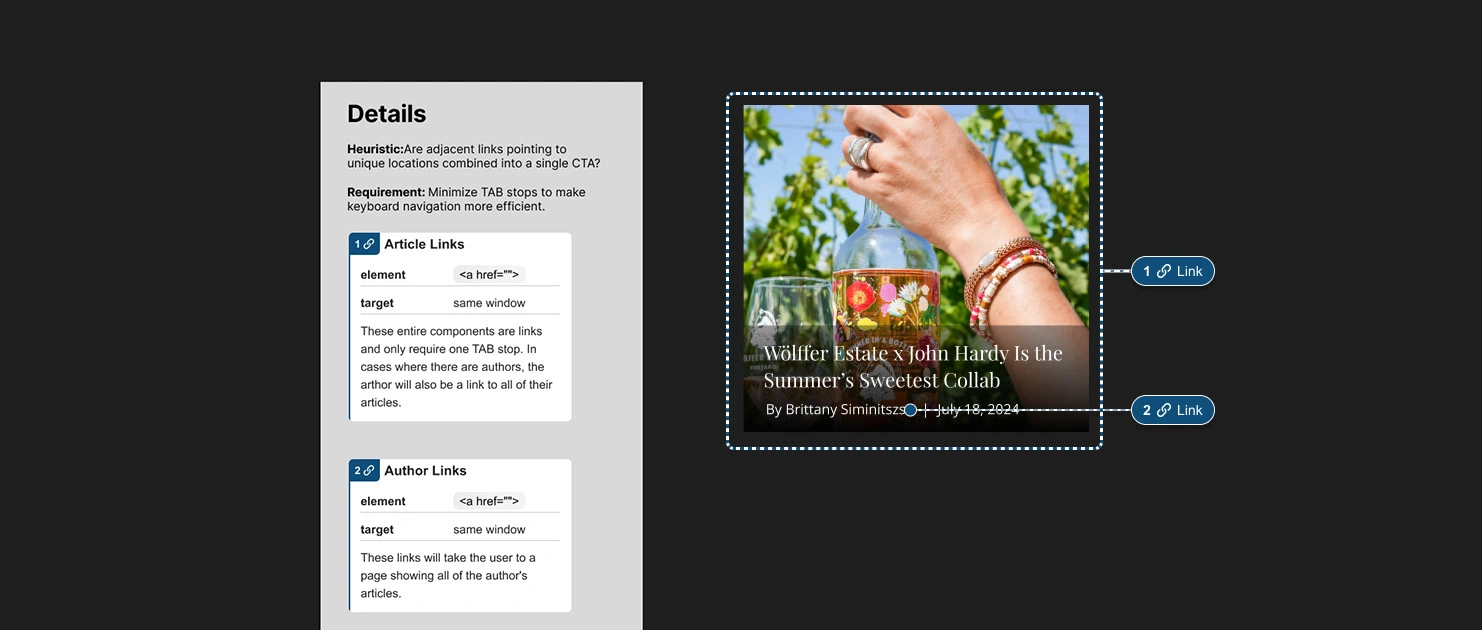 Details
Heuristic:Are adjacent links pointing to
unique locations combined into a single CTA?
Requirement: Minimize TAB stops to make
keyboard navigation more efficient.
1 Article Links
element <a href="">
target same window
These entire components are links
and only require one TAB stop. In
cases where there are authors, the
arthor will also be a link to all of their
articles.
2 Author Links
element <a href="">
target same window
These links will take the user to a
page showing all of the author's
articles.
Wölffer Estate x John Hardy Is the
Summer’s Sweetest Collab
By Brittany Siminitszs | July 18, 2024
1 Link
2 Link